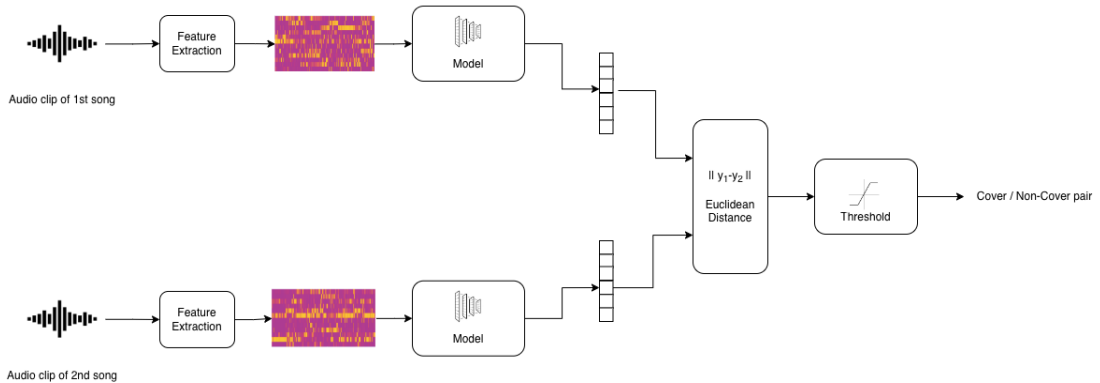 Feature
Extraction
Model
Audio clip of 1st song
|| y1-y2 ||
Euclidean
Distance
Threshold
Cover / Non-Cover pair
Feature
Extraction
Model
Audio clip of 2nd song